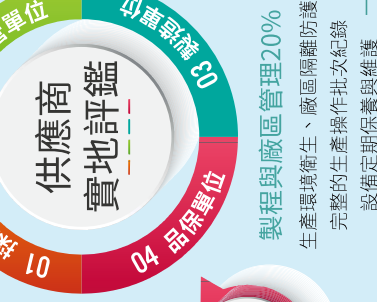 供應商
實地評鑑
製造單位
03
品保單位
04
01
製程與廠區管理20%
生產環境衛生、廠區隔離防護
完整的生產操作批次紀錄
設備定期保養與維護